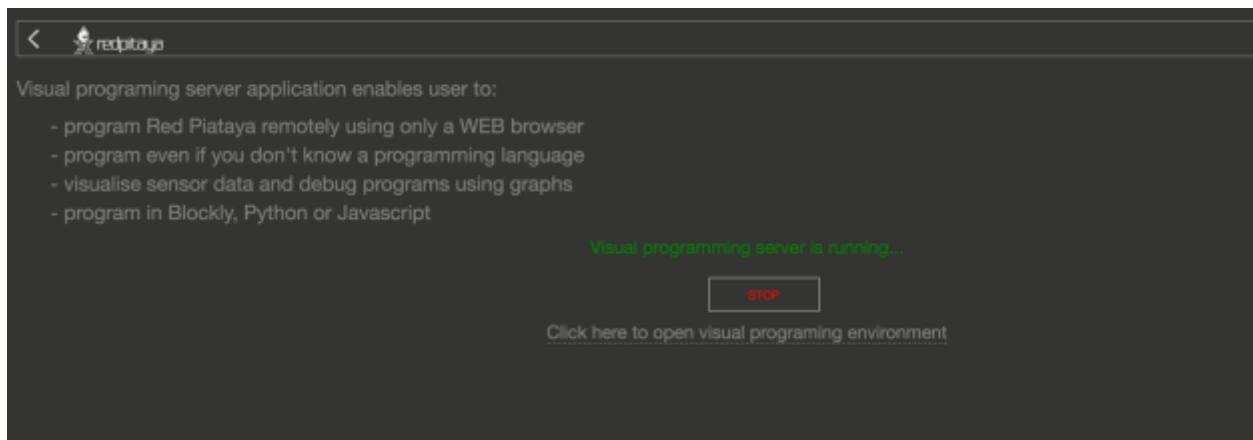 redpitaya
Visual programing server application enables user to:
- program Red Piataya remotely using only a WEB browser
- program even if you don't know a programming language
- visualise sensor data and debug programs using graphs
- program in Blockly, Python or Javascript
Visual programming server is running...
STOP
Click here to open visual programing environment